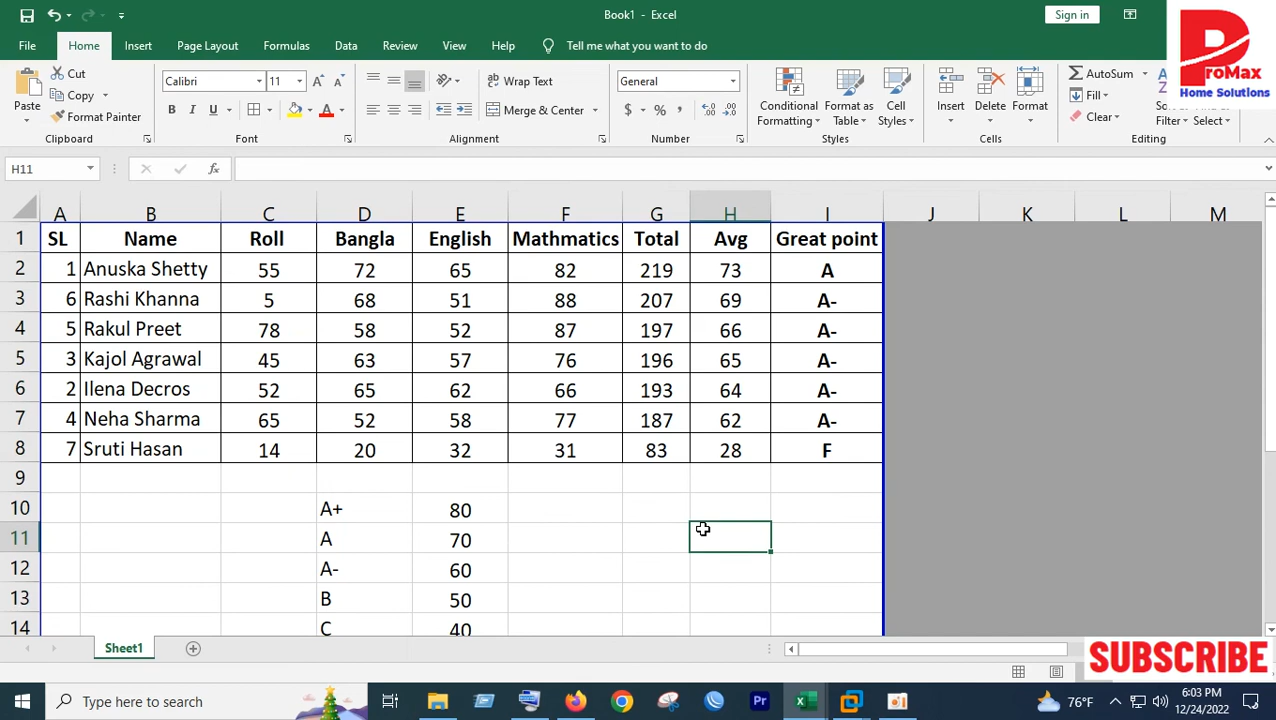 Book1 - Excel
Sign in
ProMax
Home Solutions
File Home Insert Page Layout Formulas Data Review View Help Tell me what you want to do
Cut
Copy
Format Painter
Paste
Clipboard
Calibri 11
B I U
Font
Wrap Text
Merge & Center
Alignment
General
$ % ,
Number
Conditional Formatting
Format as Table
Cell Styles
Styles
Insert Delete Format
Cells
AutoSum
Fill
Clear
Filter Select
Editing
H11 fx
A B C D E F G H I J K L M
1 SL Name Roll Bangla English Mathmatics Total Avg Great point
2 1 Anuska Shetty 55 72 65 82 219 73 A
3 6 Rashi Khanna 5 68 51 88 207 69 A-
4 5 Rakul Preet 78 58 52 87 197 66 A-
5 3 Kajol Agrawal 45 63 57 76 196 65 A-
6 2 Ilena Decros 52 65 62 66 193 64 A-
7 4 Neha Sharma 65 52 58 77 187 62 A-
8 7 Sruti Hasan 14 20 32 31 83 28 F
9
10 A+ 80
11 A 70
12 A- 60
13 B 50
14 C 40
Sheet1
SUBSCRIBE
Type here to search
Pr
76°F
6:03 PM
12/24/2022